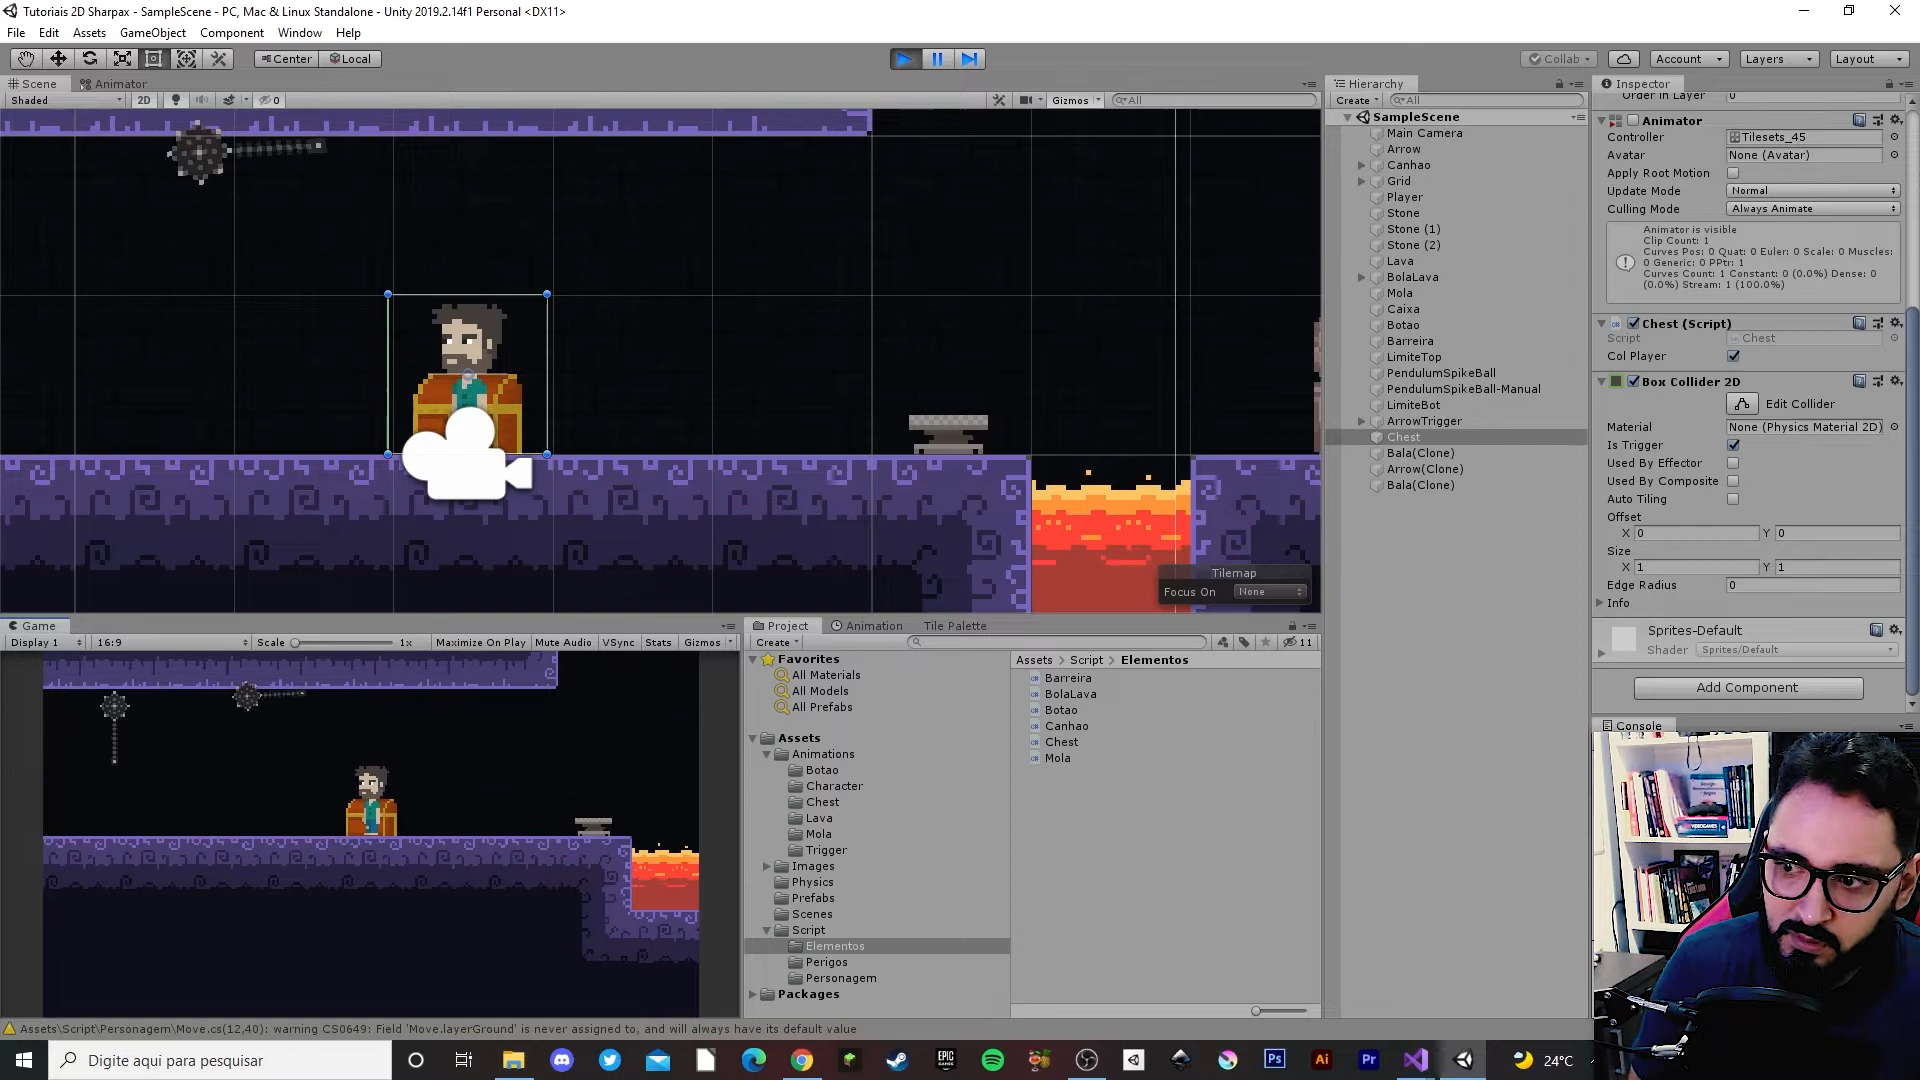 Tutoriais 2D Sharpax - SampleScene - PC, Mac & Linux Standalone - Unity 2019.2.14f1 Personal <DX11>
File Edit Assets GameObject Component Window Help
Center Local
Collab Account Layers Layout
Scene Animator
Shaded 2D 0 Gizmos All
Tilemap
Focus On None
Game
Display 1 16:9 Scale 1x Maximize On Play Mute Audio VSync Stats Gizmos
Project Animation Tile Palette
Create 11
Favorites
All Materials
All Models
All Prefabs
Assets
Animations
Botao
Character
Chest
Lava
Mola
Trigger
Images
Physics
Prefabs
Scenes
Script
Elementos
Perigos
Personagem
Packages
Assets > Script > Elementos
Barreira
BolaLava
Botao
Canhao
Chest
Mola
Hierarchy
Create All
SampleScene
Main Camera
Arrow
Canhao
Grid
Player
Stone
Stone (1)
Stone (2)
Lava
BolaLava
Mola
Caixa
Botao
Barreira
LimiteTop
PendulumSpikeBall
PendulumSpikeBall-Manual
LimiteBot
ArrowTrigger
Chest
Bala(Clone)
Arrow(Clone)
Bala(Clone)
Inspector
Order in Layer 0
Animator
Controller Tilesets_45
Avatar None (Avatar)
Apply Root Motion
Update Mode Normal
Culling Mode Always Animate
Animator is visible
Clip Count: 1
Curves Pos: 0 Quat: 0 Euler: 0 Scale: 0 Muscles:
0 Generic: 0 PPtr: 1
Curves Count: 1 Constant: 0 (0.0%) Dense: 0
(0.0%) Stream: 1 (100.0%)
Chest (Script)
Script Chest
Col Player
Box Collider 2D
Edit Collider
Material None (Physics Material 2D)
Is Trigger
Used By Effector
Used By Composite
Auto Tiling
Offset
X 0 Y 0
Size
X 1 Y 1
Edge Radius 0
Info
Sprites-Default
Shader Sprites/Default
Add Component
Console
Assets\Script\Personagem\Move.cs(12,40): warning CS0649: Field 'Move.layerGround' is never assigned to, and will always have its default value
Digite aqui para pesquisar
EPIC GAMES
Ps Ai Pr
24°C